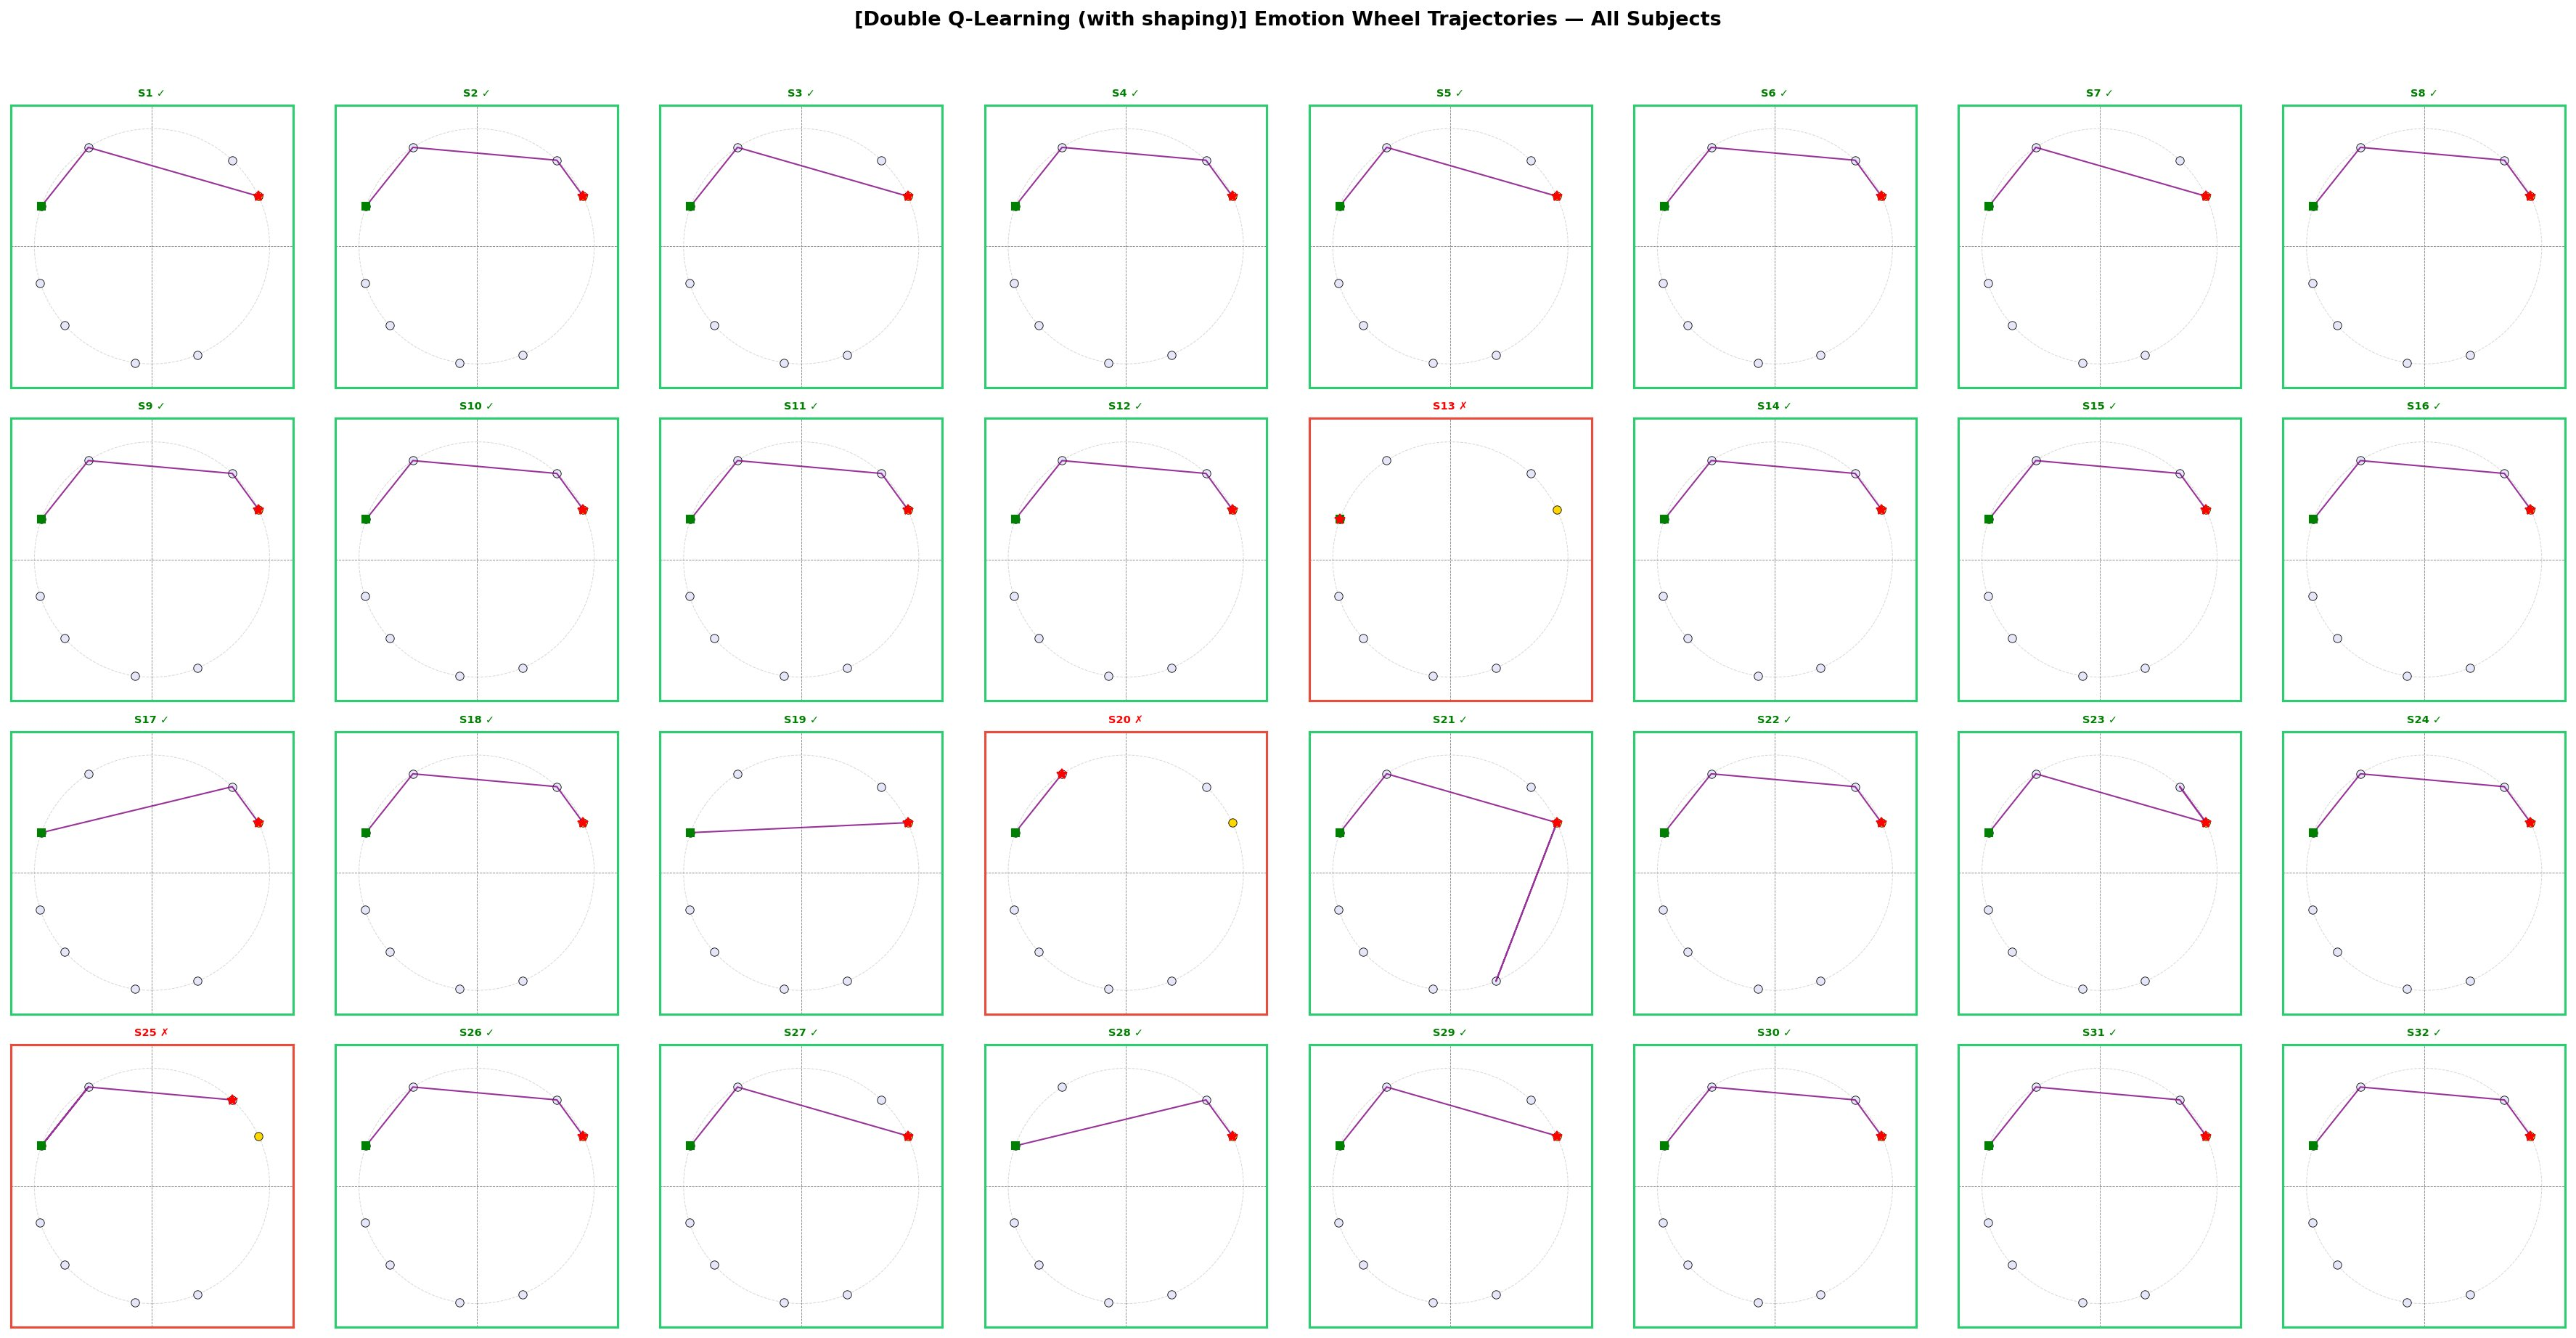 [Double Q-Learning (with shaping)] Emotion Wheel Trajectories — All Subjects
S1 ✓
S2 ✓
S3 ✓
S4 ✓
S5 ✓
S6 ✓
S7 ✓
S8 ✓
S9 ✓
S10 ✓
S11 ✓
S12 ✓
S13 ✗
S14 ✓
S15 ✓
S16 ✓
S17 ✓
S18 ✓
S19 ✓
S20 ✗
S21 ✓
S22 ✓
S23 ✓
S24 ✓
S25 ✗
S26 ✓
S27 ✓
S28 ✓
S29 ✓
S30 ✓
S31 ✓
S32 ✓